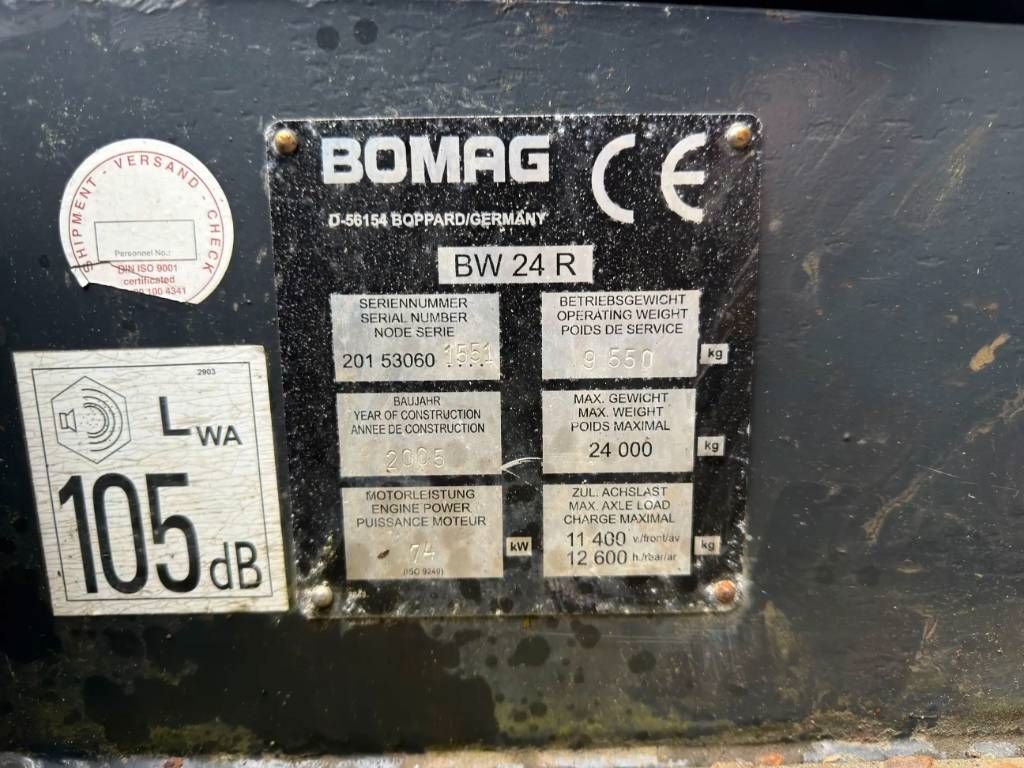 SHIPMENT - VERSAND - CHECK
Personnel No.:
DIN ISO 9001
certificated
100 4341
2903
LWA
105 dB
BOMAG CE
D-56154 BOPPARD/GERMANY
BW 24 R
SERIENNUMMER
SERIAL NUMBER
NODE SERIE
201 53060 1551
BETRIEBSGEWICHT
OPERATING WEIGHT
POIDS DE SERVICE
9 550 kg
BAUJAHR
YEAR OF CONSTRUCTION
ANNEE DE CONSTRUCTION
2005
MAX. GEWICHT
MAX. WEIGHT
POIDS MAXIMAL
24 000 kg
MOTORLEISTUNG
ENGINE POWER
PUISSANCE MOTEUR
74 kW
(ISO 9249)
ZUL. ACHSLAST
MAX. AXLE LOAD
CHARGE MAXIMAL
11 400 v./front/av
12 600 h./rear/ar kg